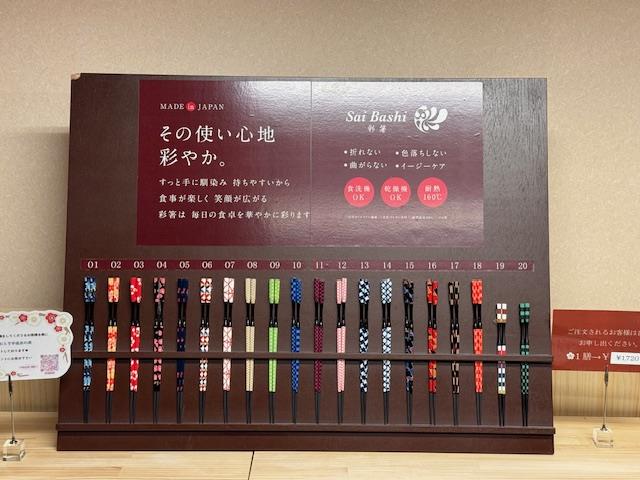 MADE in JAPAN
その使い心地
彩やか。
すっと手に馴染み 持ちやすいから
食事が楽しく 笑顔が広がる
彩箸は 毎日の食卓を華やかに彩ります
Sai Bashi
彩箸
•折れない •色落ちしない
•曲がらない •イージーケア
食洗機
OK
乾燥機
OK
耐熱
160℃
01 02 03 04 05 06 07 08 09 10 11 12 13 14 15 16 17 18 19 20
ご注文されるお客様は
お申し出ください。
1膳→¥ ¥1,720